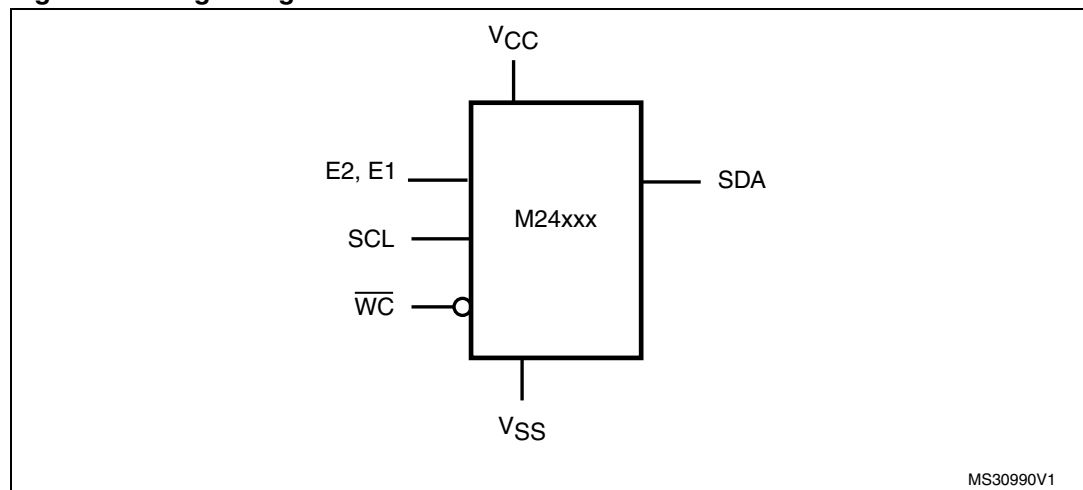 VCC
E2, E1
SDA
M24xxx
SCL
WC
VSS
MS30990V1